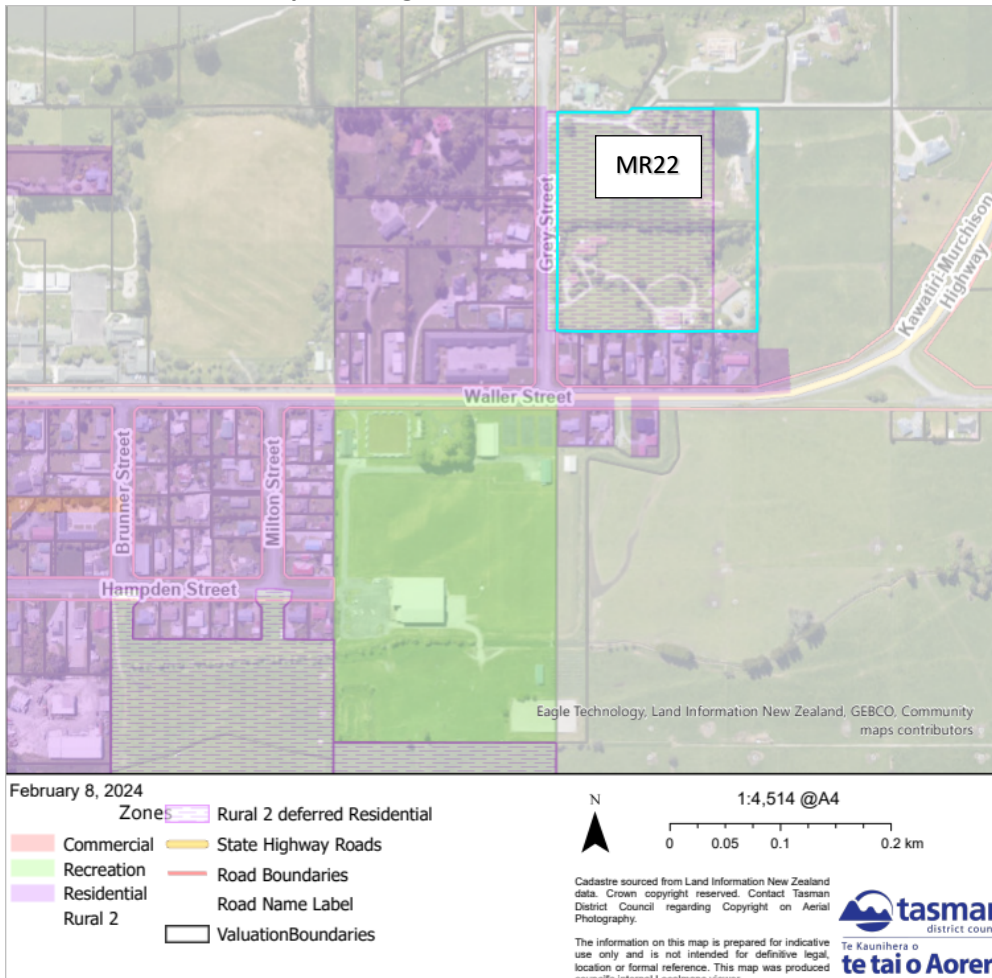 MR22
Grey Street
Kawatiri-Murchison
Highway
Waller Street
Brunner Street
Milton Street
Hampden Street
Eagle Technology, Land Information New Zealand, GEBCO, Community
maps contributors
February 8, 2024
Zones
Commercial
Recreation
Residential
Rural 2
Rural 2 deferred Residential
State Highway Roads
Road Boundaries
Road Name Label
ValuationBoundaries
N
1:4,514 @A4
0 0.05 0.1 0.2 km
Cadastre sourced from Land Information New Zealand
data. Crown copyright reserved. Contact Tasman
District Council regarding Copyright on Aerial
Photography.
The information on this map is prepared for indicative
use only and is not intended for definitive legal,
location or formal reference. This map was produced
tasman
district coun
Te Kaunihera o
te tai o Aorer